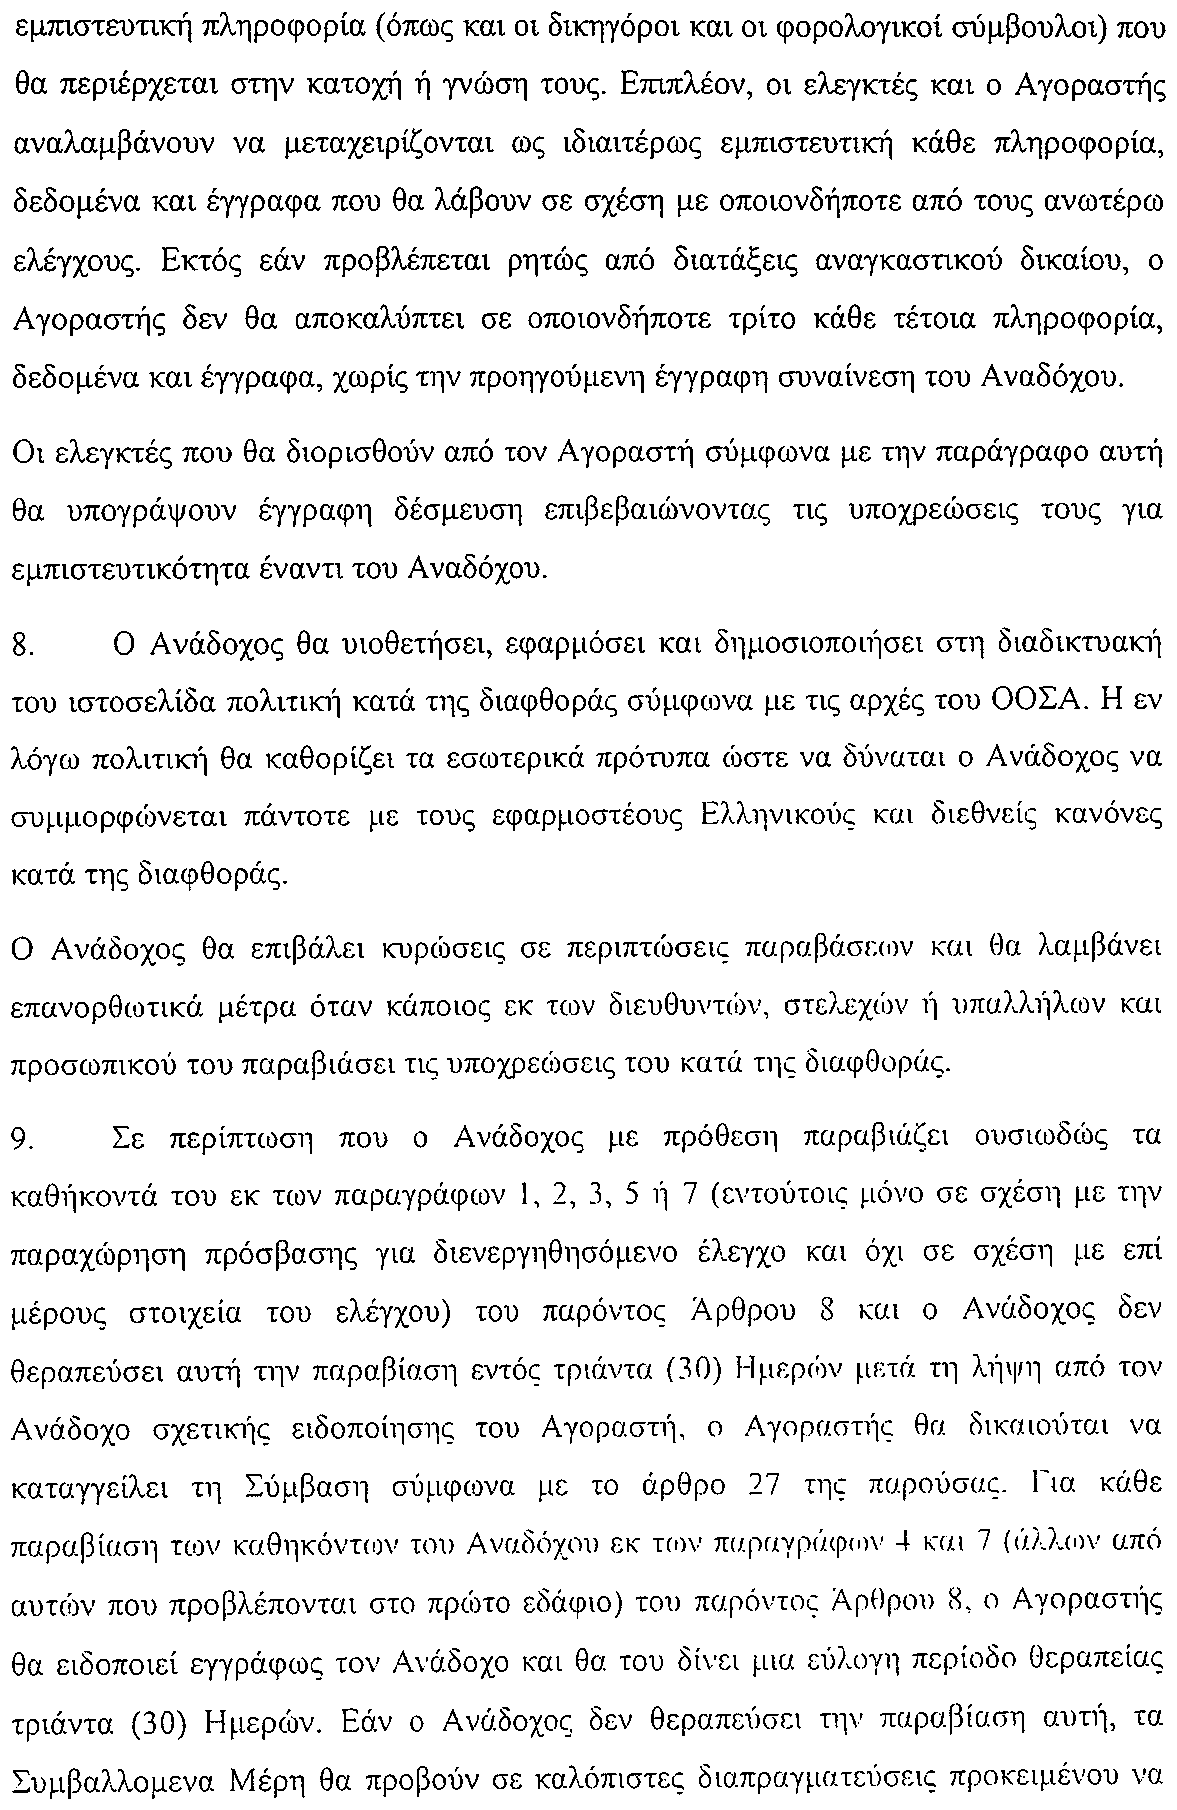 εμπιστευτική πληροφορία (όπως και οι δικηγόροι και οι φορολογικοί σύμβουλοι) που
θα περιέρχεται στην κατοχή ή γνώση τους. Επιπλέον, οι ελεγκτές και ο Αγοραστής
αναλαμβάνουν να μεταχειρίζονται ως ιδιαιτέρως εμπιστευτική κάθε πληροφορία,
δεδομένα και έγγραφα που θα λάβουν σε σχέση με οποιονδήποτε από τους ανωτέρω
ελέγχους. Εκτός εάν προβλέπεται ρητώς από διατάξεις αναγκαστικού δικαίου, ο
Αγοραστής δεν θα αποκαλύπτει σε οποιονδήποτε τρίτο κάθε τέτοια πληροφορία,
δεδομένα και έγγραφα, χωρίς την προηγούμενη έγγραφη συναίνεση του Αναδόχου.
Οι ελεγκτές που θα διορισθούν από τον Αγοραστή σύμφωνα με την παράγραφο αυτή
θα υπογράψουν έγγραφη δέσμευση επιβεβαιώνοντας τις υποχρεώσεις τους για
εμπιστευτικότητα έναντι του Αναδόχου.
8. Ο Ανάδοχος θα υιοθετήσει, εφαρμόσει και δημοσιοποιήσει στη διαδικτυακή
του ιστοσελίδα πολιτική κατά της διαφθοράς σύμφωνα με τις αρχές του ΟΟΣΑ. Η εν
λόγω πολιτική θα καθορίζει τα εσωτερικά πρότυπα ώστε να δύναται ο Ανάδοχος να
συμμορφώνεται πάντοτε με τους εφαρμοστέους Ελληνικούς και διεθνείς κανόνες
κατά της διαφθοράς.
Ο Ανάδοχος θα επιβάλει κυρώσεις σε περιπτώσεις παραβάσεων και θα λαμβάνει
επανορθωτικά μέτρα όταν κάποιος εκ των διευθυντών, στελεχών ή υπαλλήλων και
προσωπικού του παραβιάσει τις υποχρεώσεις του κατά της διαφθοράς.
9. Σε περίπτωση που ο Ανάδοχος με πρόθεση παραβιάζει ουσιωδώς τα
καθήκοντά του εκ των παραγράφων 1, 2, 3, 5 ή 7 (εντούτοις μόνο σε σχέση με την
παραχώρηση πρόσβασης για διενεργηθησόμενο έλεγχο και όχι σε σχέση με επί
μέρους στοιχεία του ελέγχου) του παρόντος Άρθρου 8 και ο Ανάδοχος δεν
θεραπεύσει αυτή την παραβίαση εντός τριάντα (30) Ημερών μετά τη λήψη από τον
Ανάδοχο σχετικής ειδοποίησης του Αγοραστή, ο Αγοραστής θα δικαιούται να
καταγγείλει τη Σύμβαση σύμφωνα με το άρθρο 27 της παρούσας. Για κάθε
παραβίαση των καθηκόντων του Αναδόχου εκ των παραγράφων 4 και 7 (άλλων από
αυτών που προβλέπονται στο πρώτο εδάφιο) του παρόντος Άρθρου 8, ο Αγοραστής
θα ειδοποιεί εγγράφως τον Ανάδοχο και θα του δίνει μια εύλογη περίοδο θεραπείας
τριάντα (30) Ημερών. Εάν ο Ανάδοχος δεν θεραπεύσει την παραβίαση αυτή, τα
Συμβαλλομενα Μέρη θα προβούν σε καλόπιστες διαπραγματεύσεις προκειμένου να